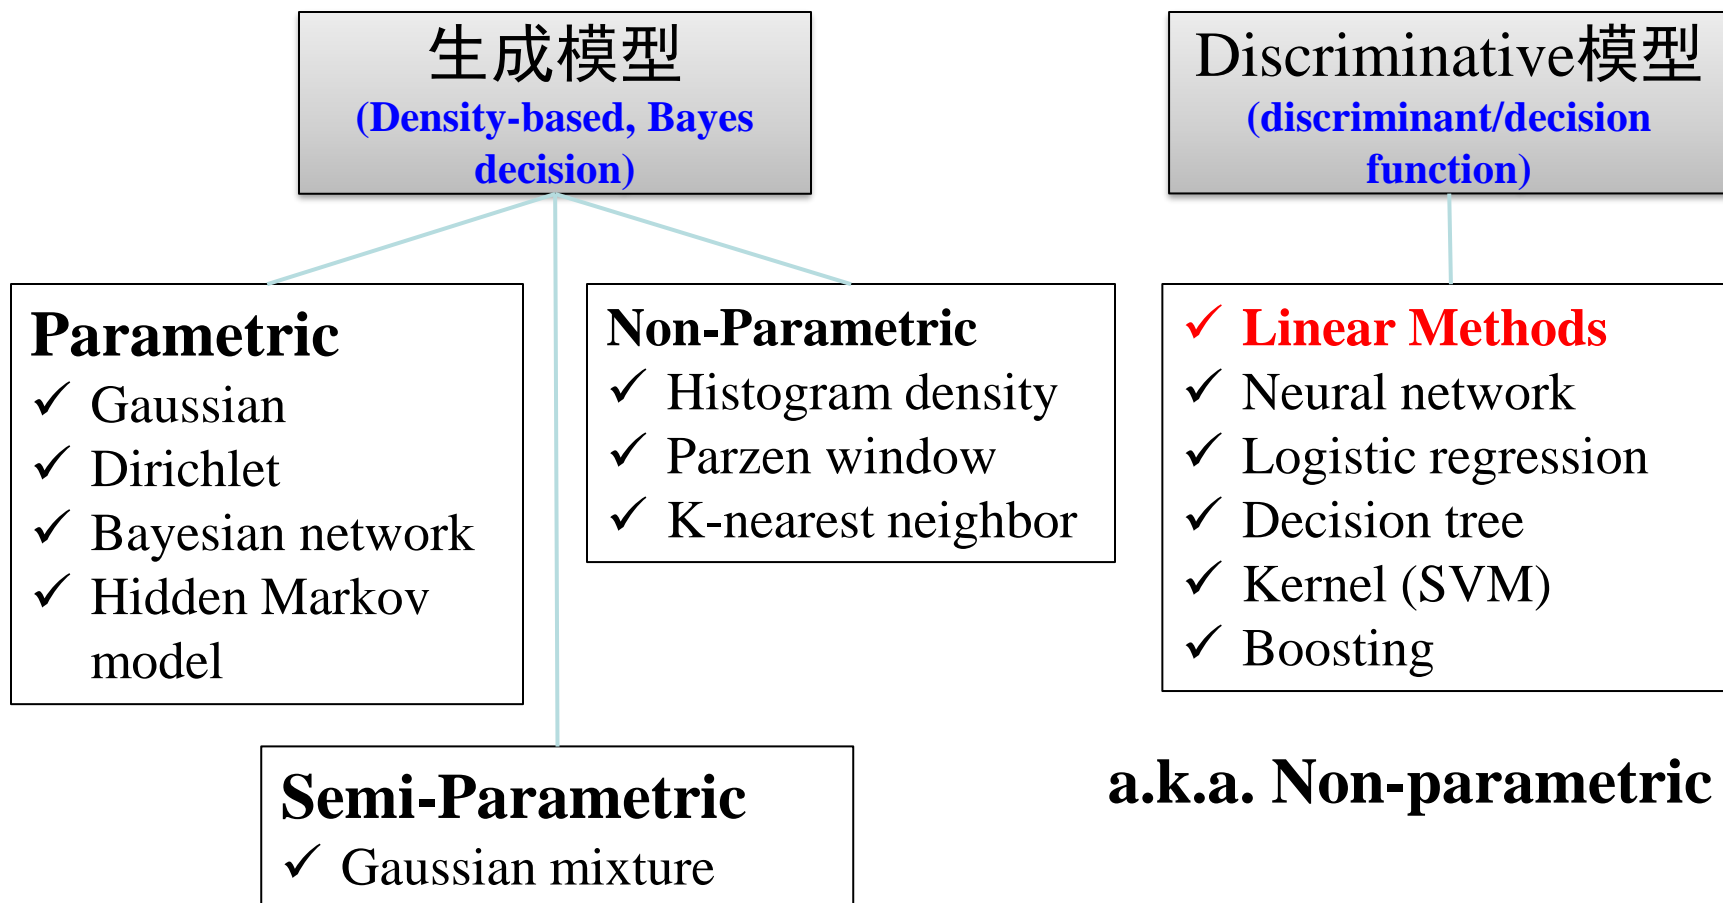 生成模型
(Density-based, Bayes
decision)
Discriminative模型
(discriminant/decision
function)
Parametric
✓ Gaussian
✓ Dirichlet
✓ Bayesian network
✓ Hidden Markov
model
Non-Parametric
✓ Histogram density
✓ Parzen window
✓ K-nearest neighbor
✓ Linear Methods
✓ Neural network
✓ Logistic regression
✓ Decision tree
✓ Kernel (SVM)
✓ Boosting
Semi-Parametric
✓ Gaussian mixture
a.k.a. Non-parametric